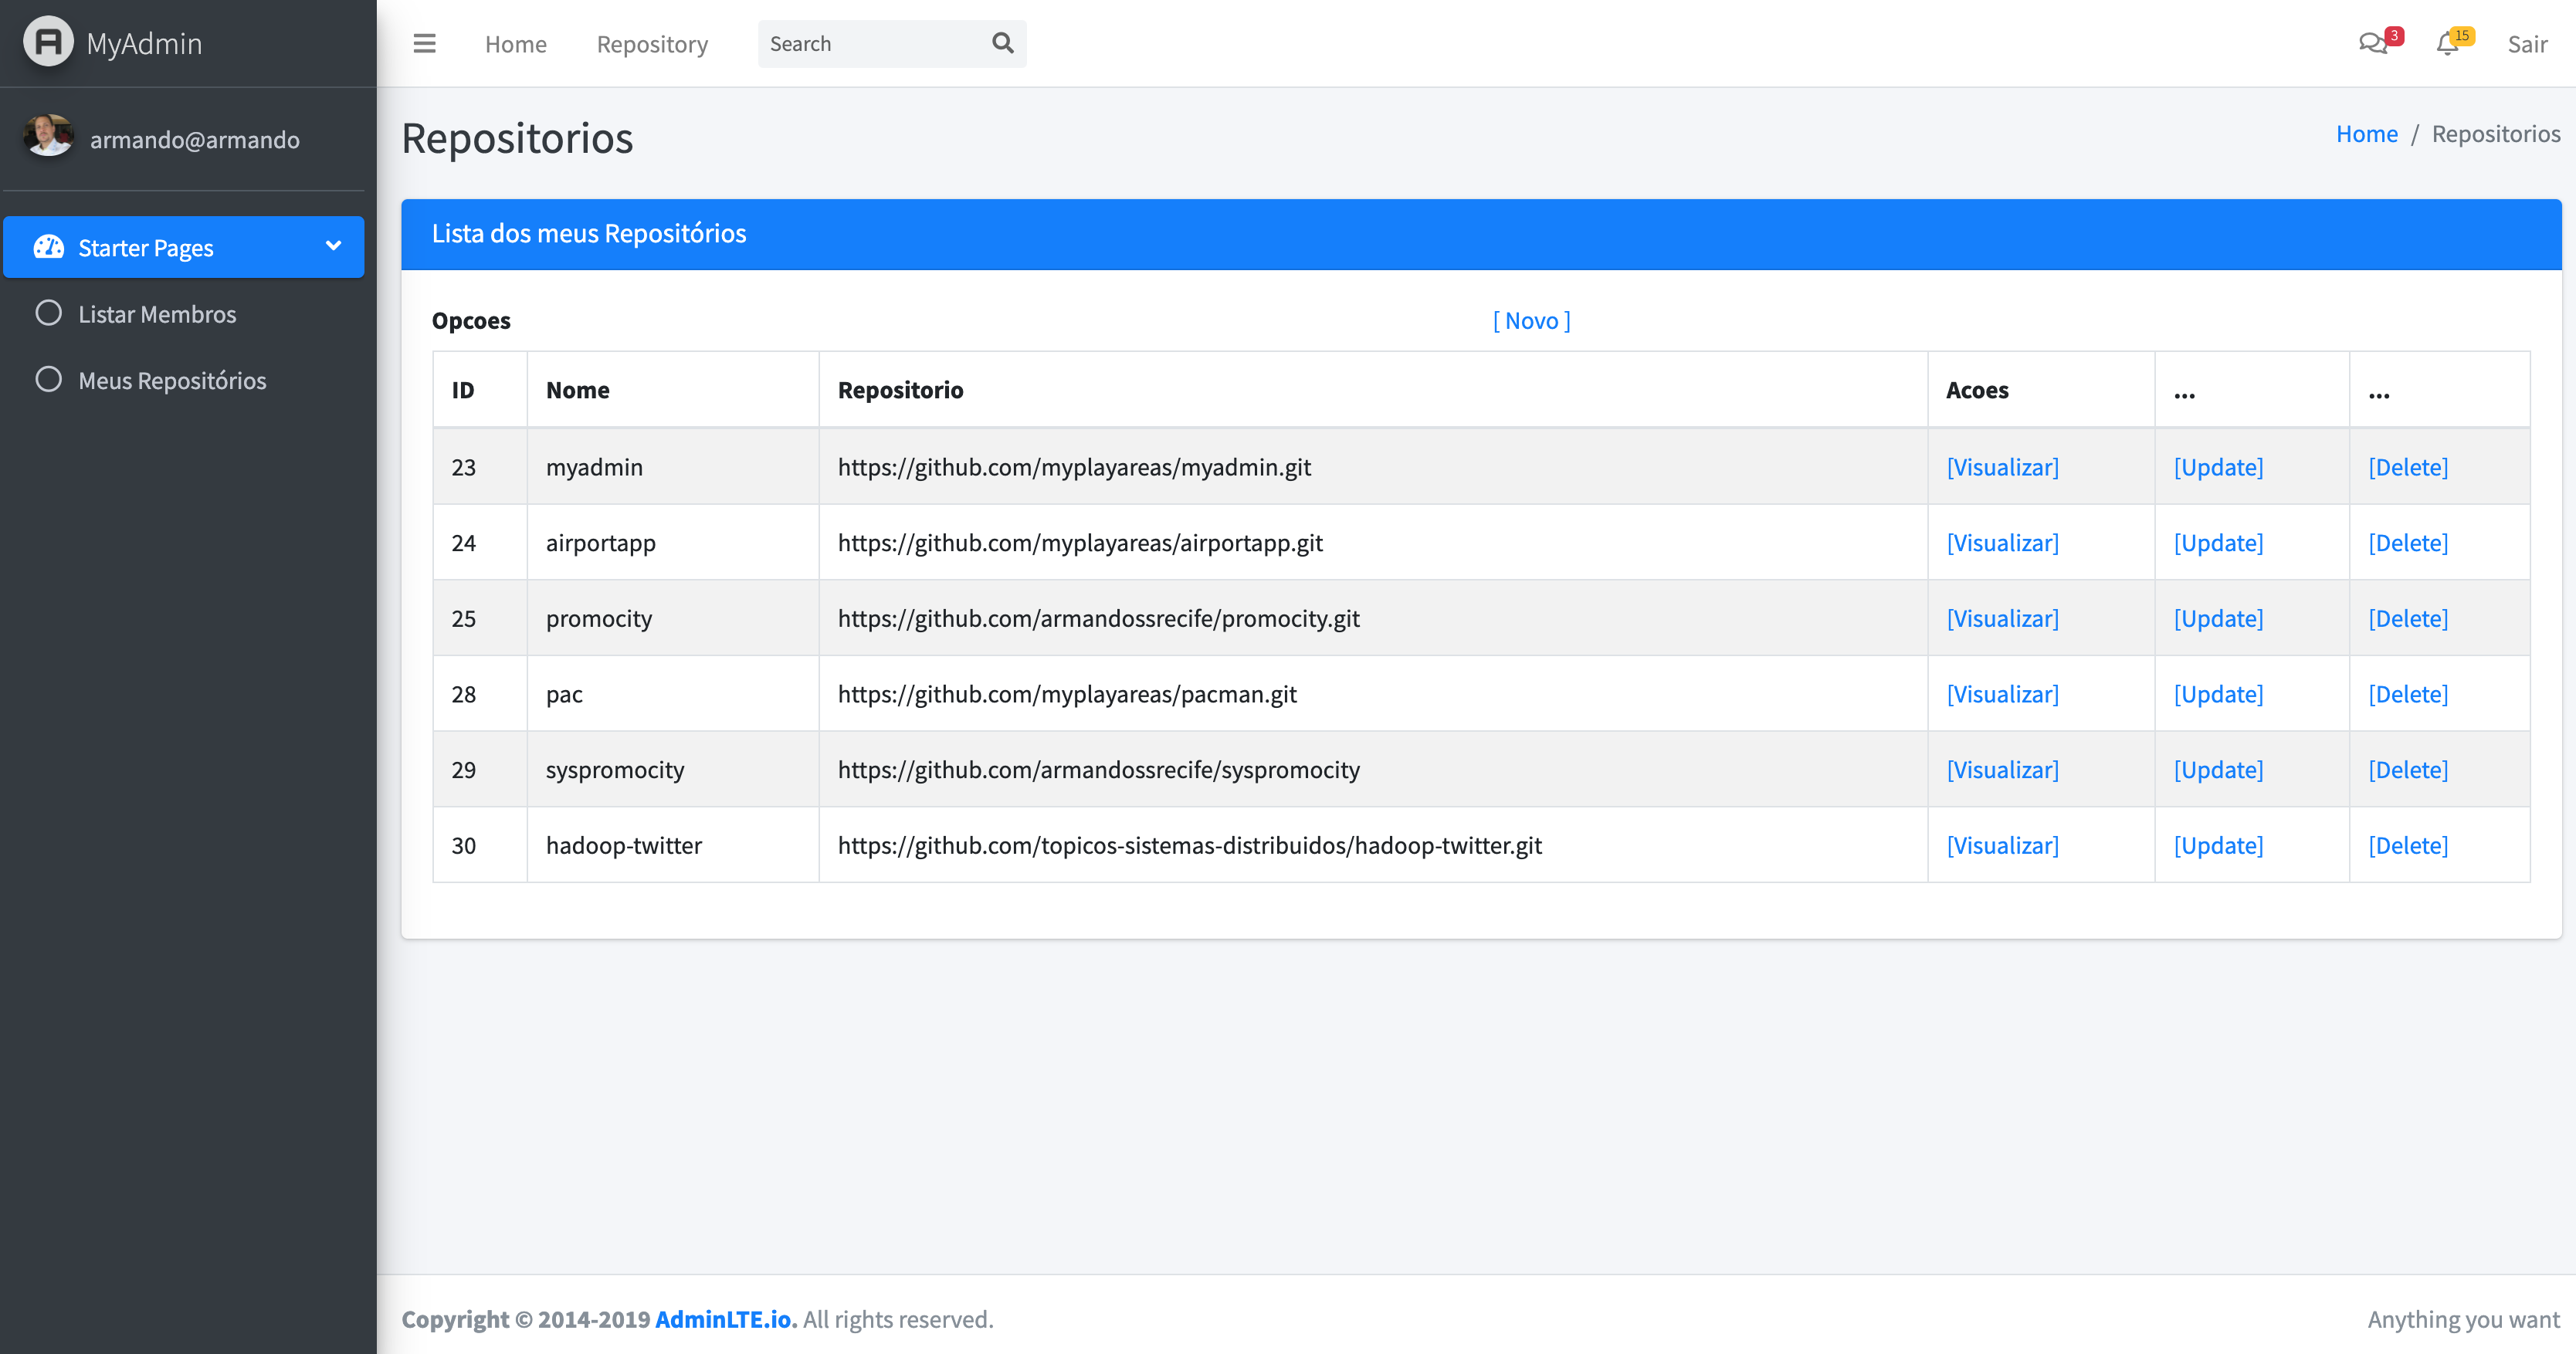 MyAdmin
Home Repository Search 3 15 Sair
armando@armando
Starter Pages
Listar Membros
Meus Repositórios
Repositorios
Home / Repositorios
Lista dos meus Repositórios
Opcoes [ Novo ]
ID Nome Repositorio Acoes ... ...
23 myadmin https://github.com/myplayareas/myadmin.git [Visualizar] [Update] [Delete]
24 airportapp https://github.com/myplayareas/airportapp.git [Visualizar] [Update] [Delete]
25 promocity https://github.com/armandossrecife/promocity.git [Visualizar] [Update] [Delete]
28 pac https://github.com/myplayareas/pacman.git [Visualizar] [Update] [Delete]
29 syspromocity https://github.com/armandossrecife/syspromocity [Visualizar] [Update] [Delete]
30 hadoop-twitter https://github.com/topicos-sistemas-distribuidos/hadoop-twitter.git [Visualizar] [Update] [Delete]
Copyright © 2014-2019 AdminLTE.io. All rights reserved. Anything you want